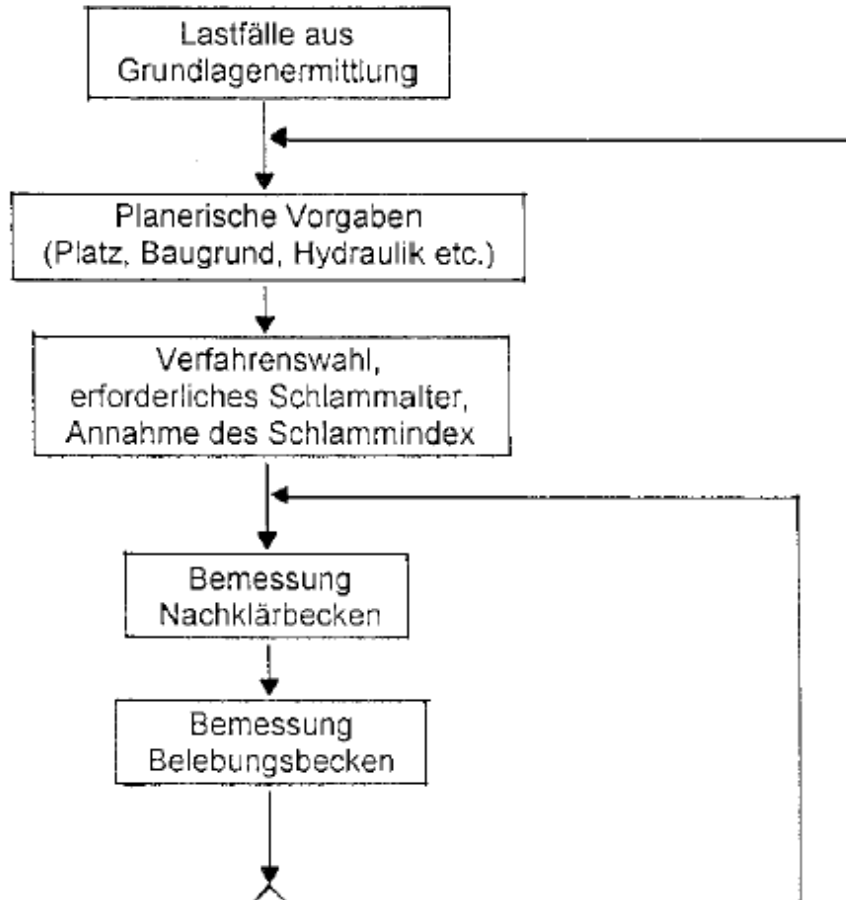 Lastfälle aus
Grundlagenermittlung
Planerische Vorgaben
(Platz, Baugrund, Hydraulik etc.)
Verfahrenswahl,
erforderliches Schlammalter,
Annahme des Schlammindex
Bemessung
Nachklärbecken
Bemessung
Belebungsbecken